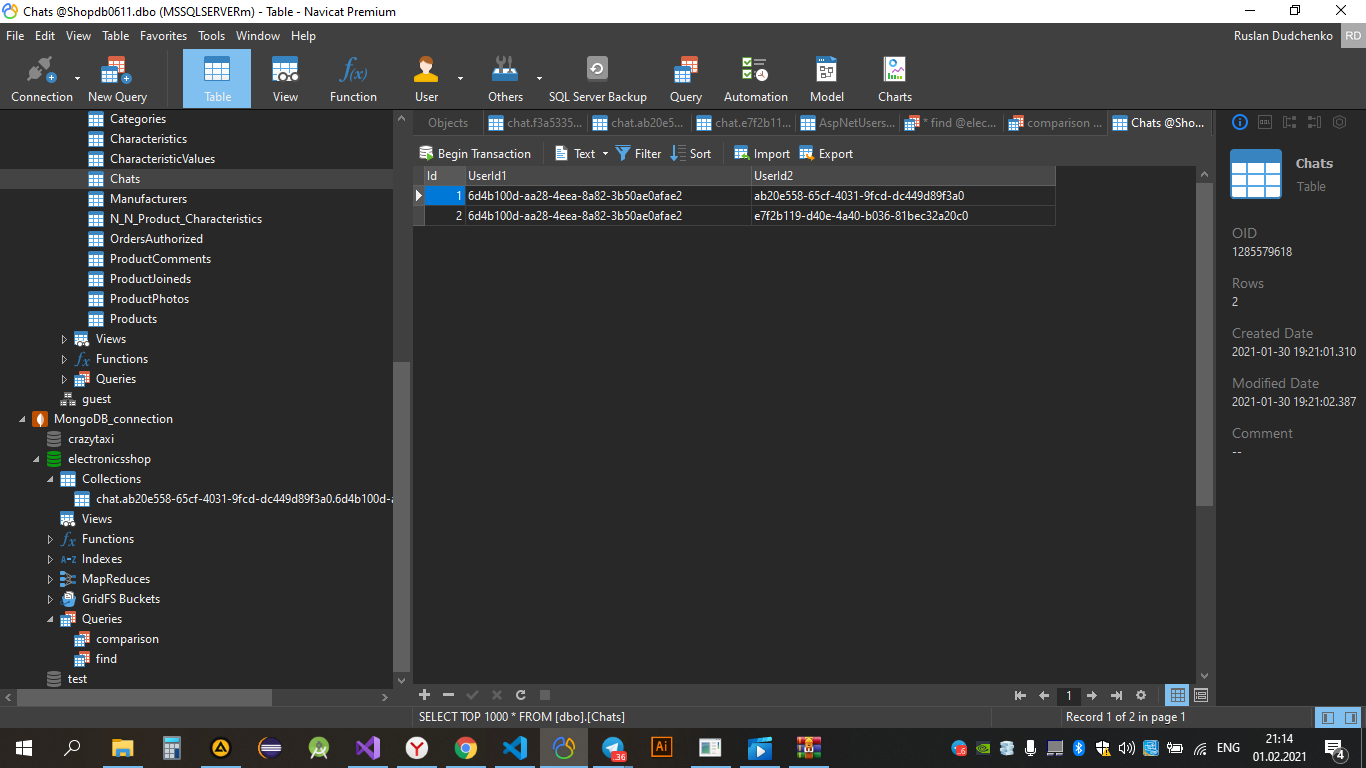 Chats @Shopdb0611.dbo (MSSQLSERVERm) - Table - Navicat Premium
File Edit View Table Favorites Tools Window Help
Ruslan Dudchenko RD
Connection New Query Table View Function User Others SQL Server Backup Query Automation Model Charts
Categories
Characteristics
CharacteristicValues
Chats
Manufacturers
N_N_Product_Characteristics
OrdersAuthorized
ProductComments
ProductJoineds
ProductPhotos
Products
Views
Functions
Queries
guest
MongoDB_connection
crazytaxi
electronicsshop
Collections
chat.ab20e558-65cf-4031-9fcd-dc449d89f3a0.6d4b100d-a
Views
Functions
Indexes
MapReduces
GridFS Buckets
Queries
comparison
find
test
Objects chat.f3a5335... chat.ab20e5... chat.e7f2b11... AspNetUsers... * find @elec... comparison ... Chats @Sho...
Begin Transaction Text Filter Sort Import Export
Id UserId1 UserId2
1 6d4b100d-aa28-4eea-8a82-3b50ae0afae2 ab20e558-65cf-4031-9fcd-dc449d89f3a0
2 6d4b100d-aa28-4eea-8a82-3b50ae0afae2 e7f2b119-d40e-4a40-b036-81bec32a20c0
Chats
Table
OID
1285579618
Rows
2
Created Date
2021-01-30 19:21:01.310
Modified Date
2021-01-30 19:21:02.387
Comment
--
1
SELECT TOP 1000 * FROM [dbo].[Chats]
Record 1 of 2 in page 1
ENG
21:14
01.02.2021
4
36
Ai